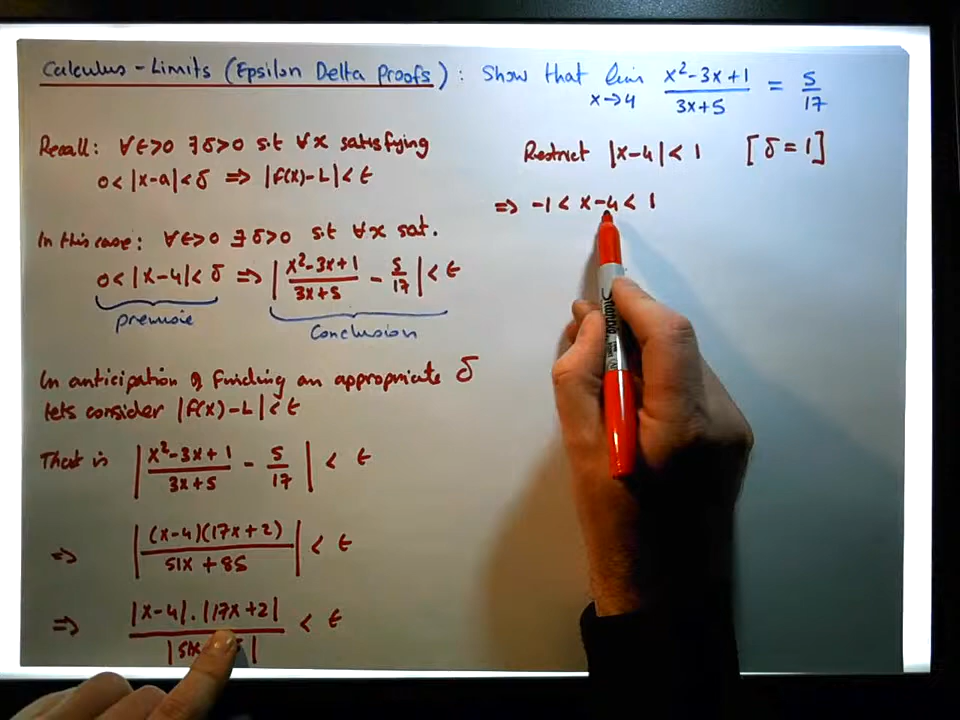 Calculus - Limits (Epsilon Delta Proofs) : Show that lim x→4 x²-3x+1 / 3x+5 = 5/17
Recall: ∀ε>0 ∃δ>0 s.t ∀x satisfying
0<|x-a|<δ ⇒ |f(x)-L|<ε
In this case: ∀ε>0 ∃δ>0 s.t ∀x sat.
0<|x-4|<δ ⇒ | x²-3x+1 / 3x+5 - 5/17 | < ε
premise
Conclusion
In anticipation of finding an appropriate δ
lets consider |f(x)-L|<ε
That is | x²-3x+1 / 3x+5 - 5/17 | < ε
⇒ | (x-4)(17x+2) / 51x+85 | < ε
⇒ |x-4|.|17x+2| / |51x 5| < ε
Restrict |x-4|<1 [δ=1]
⇒ -1 < x-4 < 1
Sharpie